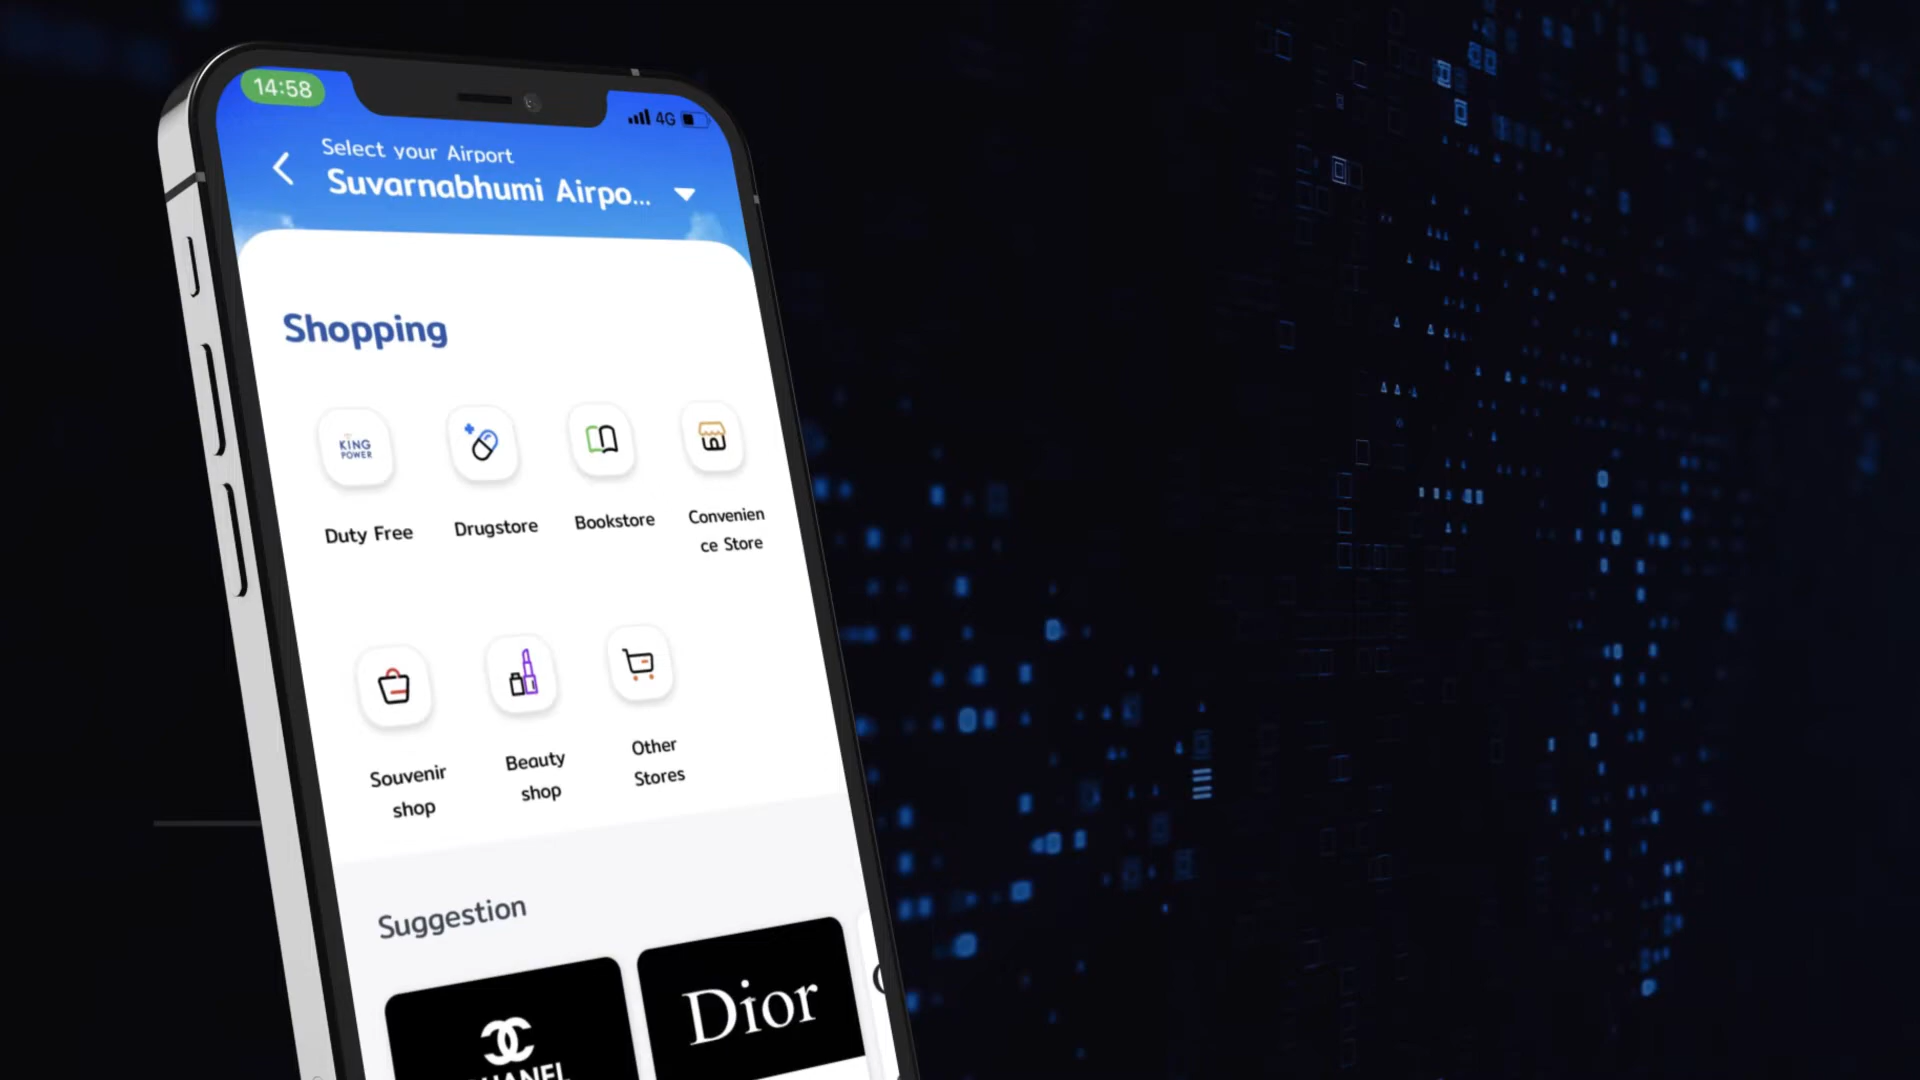 14:58
4G
Select your Airport
Suvarnabhumi Airpo...
Shopping
KING
POWER
Duty Free
Drugstore
Bookstore
Convenien
ce Store
Souvenir
shop
Beauty
shop
Other
Stores
Suggestion
CHANEL
Dior